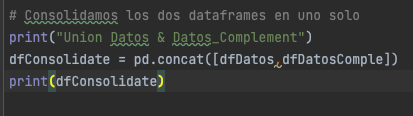 # Consolidamos los dos dataframes en uno solo
print("Union Datos & Datos_Complement")
dfConsolidate = pd.concat([dfDatos,dfDatosComple])
print(dfConsolidate)